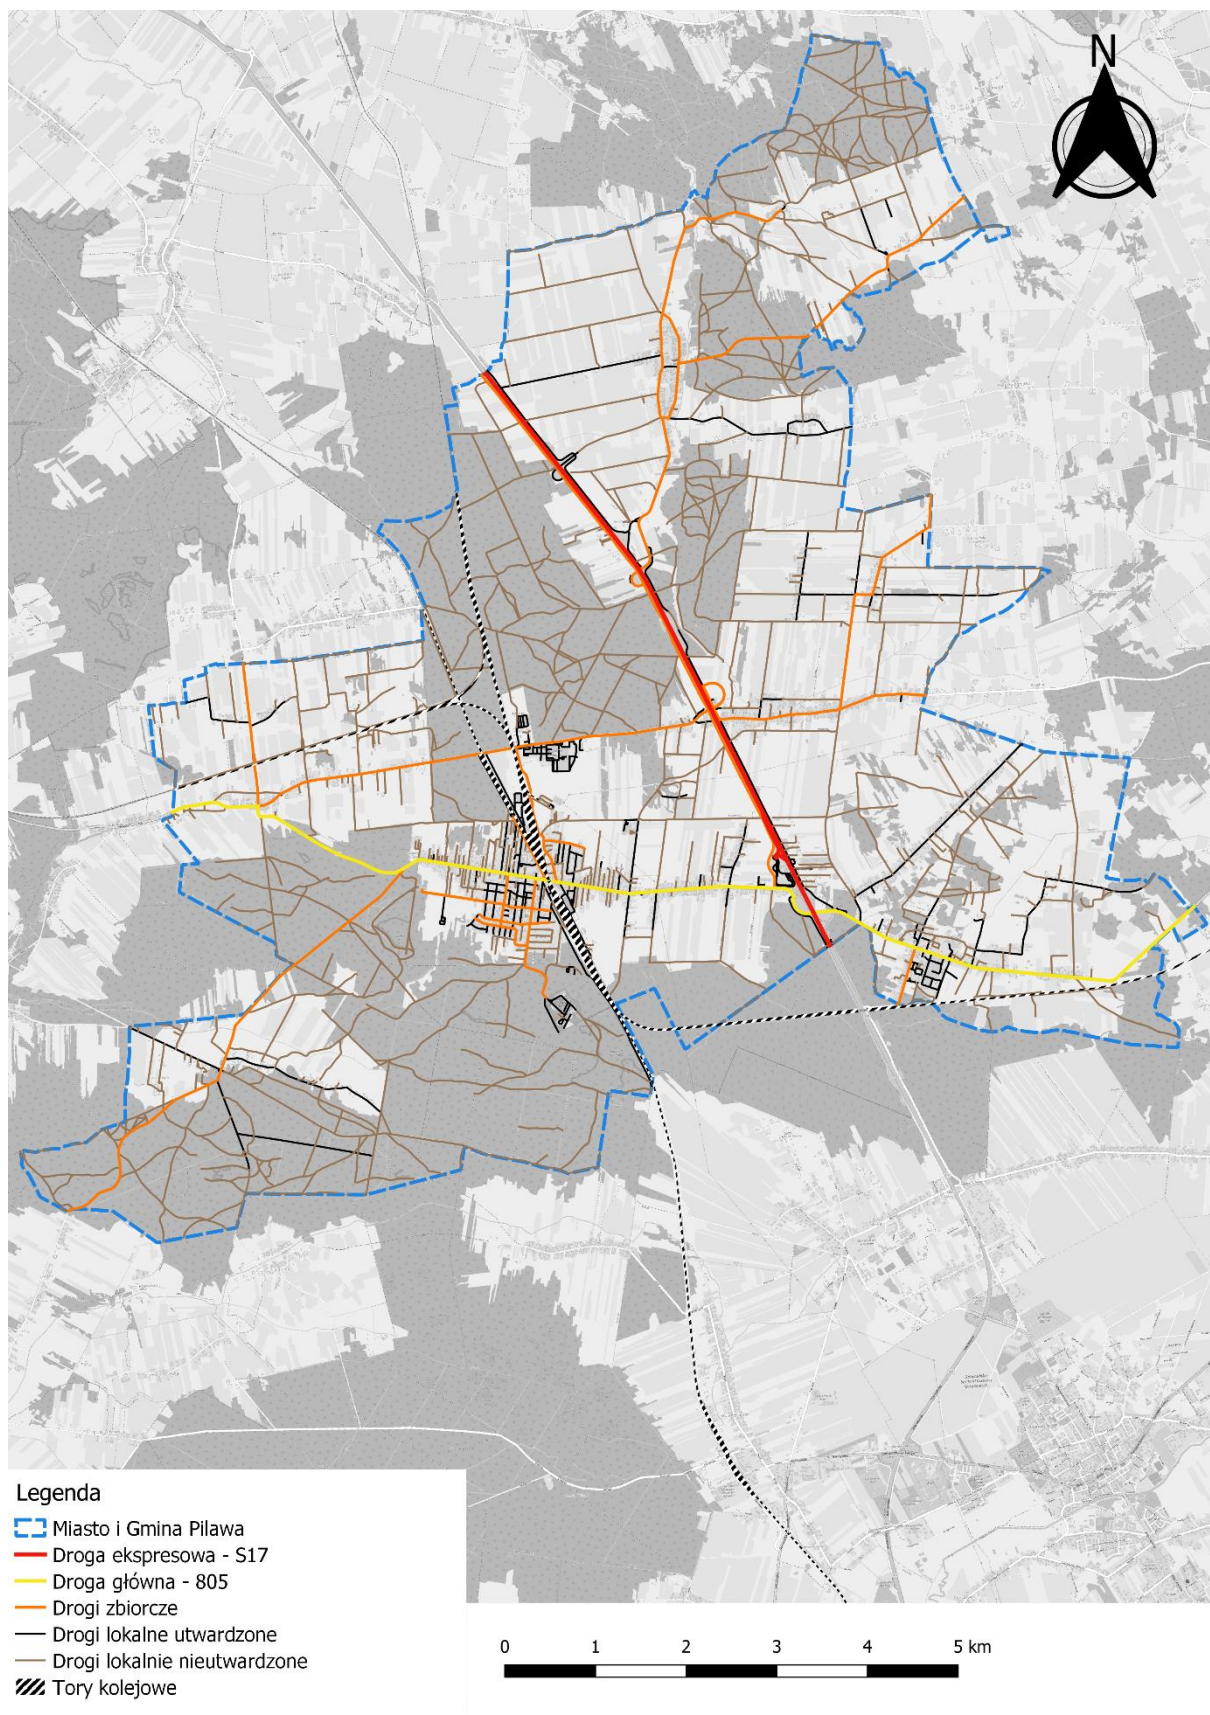 N
Legenda
Miasto i Gmina Pilawa
Droga ekspresowa - S17
Droga główna - 805
Drogi zbiorcze
Drogi lokalne utwardzone
Drogi lokalnie nieutwardzone
Tory kolejowe
0 1 2 3 4 5 km